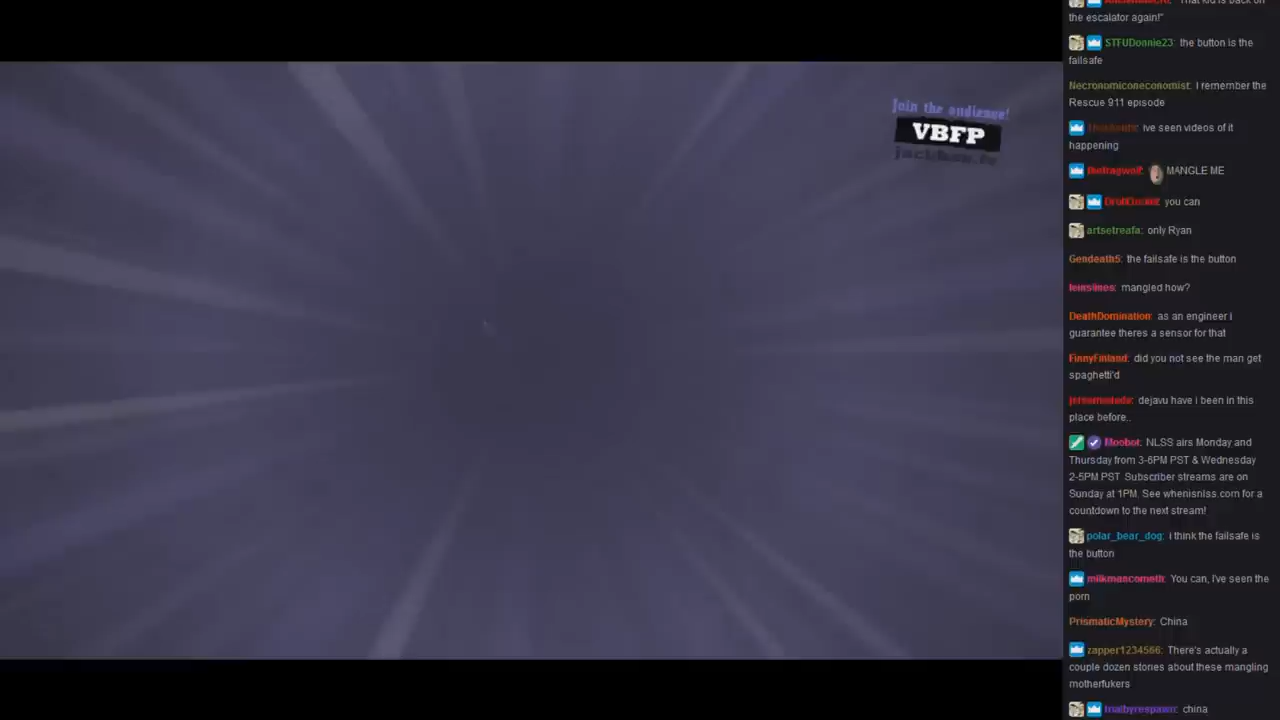 Join the audience!
VBFP
jackbox.tv
the escalator again!"
STFUDonnie23: the button is the
failsafe
Necronomiconeconomist: I remember the
Rescue 911 episode
ive seen videos of it
happening
MANGLE ME
you can
artsetreafa: only Ryan
Gendeath5: the failsafe is the button
mangled how?
DeathDomination: as an engineer i
guarantee theres a sensor for that
FinnyFinland: did you not see the man get
spaghetti'd
dejavu have i been in this
place before..
Moobot: NLSS airs Monday and
Thursday from 3-6PM PST & Wednesday
2-5PM PST. Subscriber streams are on
Sunday at 1PM. See whenisnlss.com for a
countdown to the next stream!
polar_bear_dog: i think the failsafe is
the button
milkmancometh: You can, I've seen the
porn
PrismaticMystery: China
zapper1234566: There's actually a
couple dozen stories about these mangling
motherfukers
trialbyrespawn: china